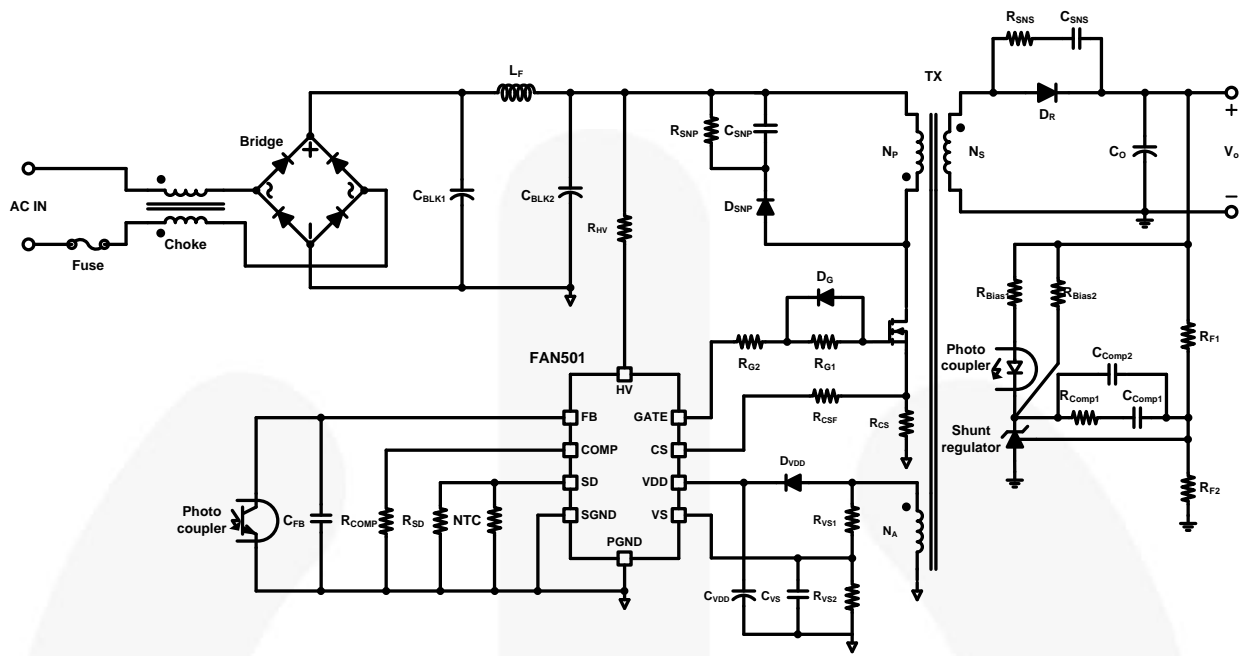 RSNS
CSNS
TX
LF
Bridge
RSNP
CSNP
NP
NS
DR
CO
+
Vo
−
AC IN
CBLK1
CBLK2
DSNP
Choke
RHV
Fuse
DG
RBias1
RBias2
RF1
FAN501
RG2
RG1
Photo
coupler
CComp2
HV
FB
GATE
RCSF
RCS
RComp1
CComp1
COMP
CS
Shunt
regulator
DVDD
SD
VDD
RF2
Photo
coupler
CFB
RCOMP
RSD
NTC
SGND
VS
RVS1
NA
PGND
CVDD
CVS
RVS2